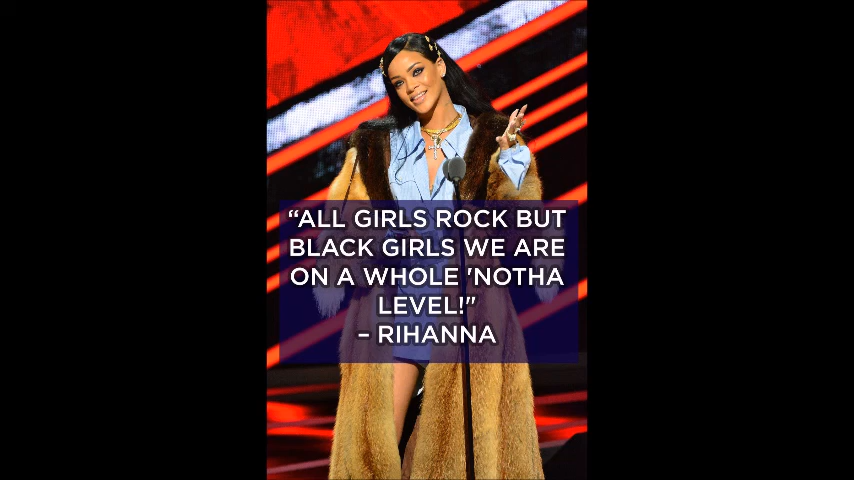 “ALL GIRLS ROCK BUT
BLACK GIRLS WE ARE
ON A WHOLE 'NOTHA
LEVEL!"
– RIHANNA